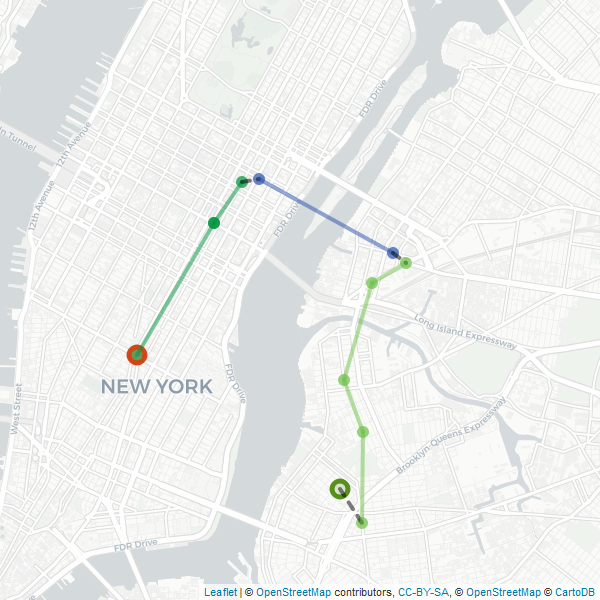 FDR Drive
12th Avenue
n Tunnel
12th Avenue
FDR Drive
Long Island Expressway
FDR Drive
NEW YORK
West Street
Brooklyn Queens Expressway
FDR Drive
Leaflet | © OpenStreetMap contributors, CC-BY-SA, © OpenStreetMap © CartoDB